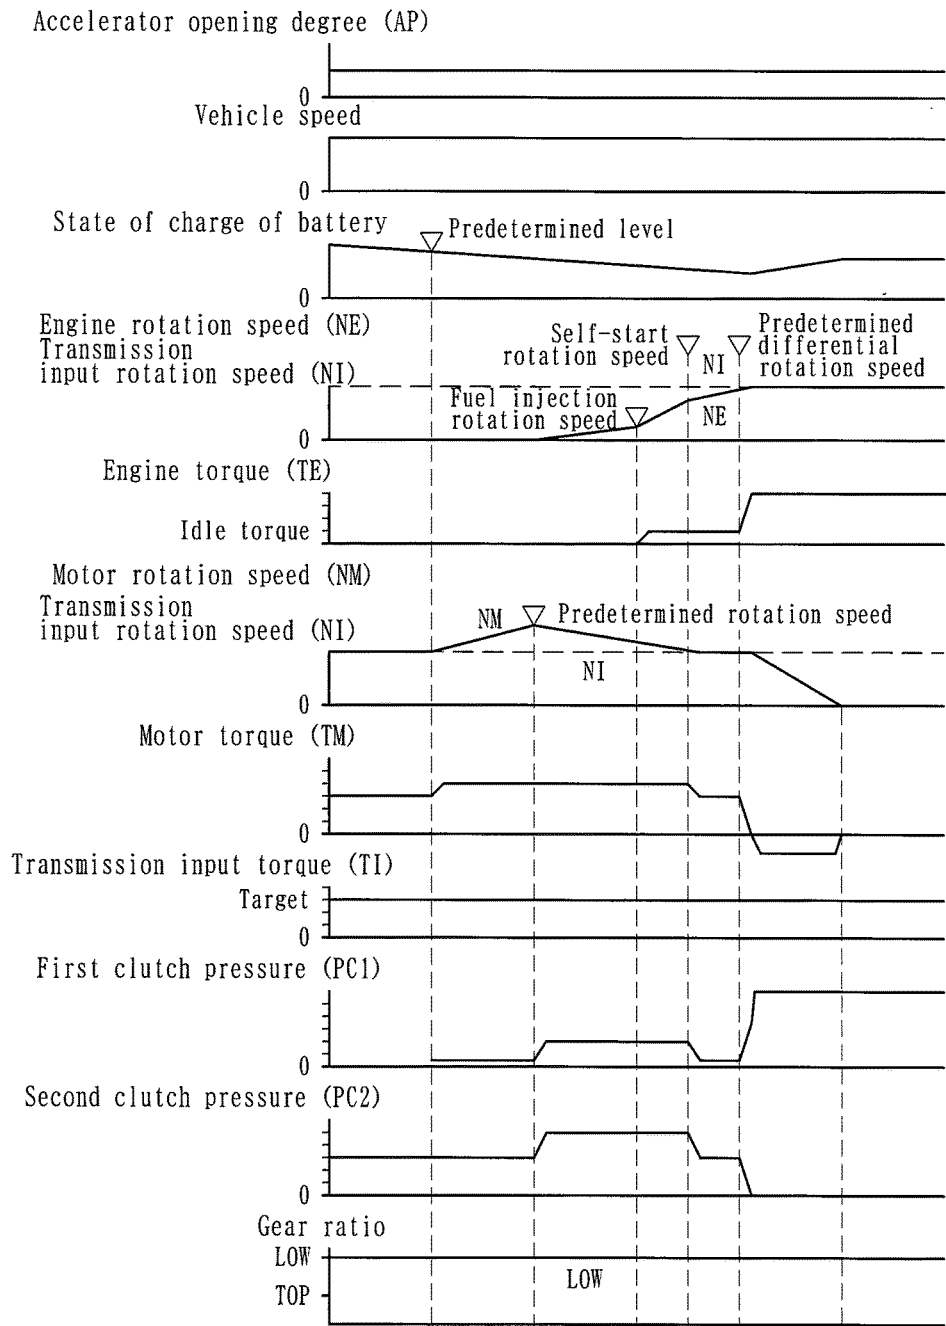 Accelerator opening degree (AP)
0
Vehicle speed
0
State of charge of battery
Predetermined level
0
Engine rotation speed (NE)
Transmission
input rotation speed (NI)
Self-start
rotation speed
NI
Predetermined
differential
rotation speed
Fuel injection
rotation speed
NE
0
Engine torque (TE)
Idle torque
Motor rotation speed (NM)
Transmission
input rotation speed (NI)
NM
Predetermined rotation speed
NI
0
Motor torque (TM)
0
Transmission input torque (TI)
Target
0
First clutch pressure (PC1)
0
Second clutch pressure (PC2)
0
Gear ratio
LOW
LOW
TOP